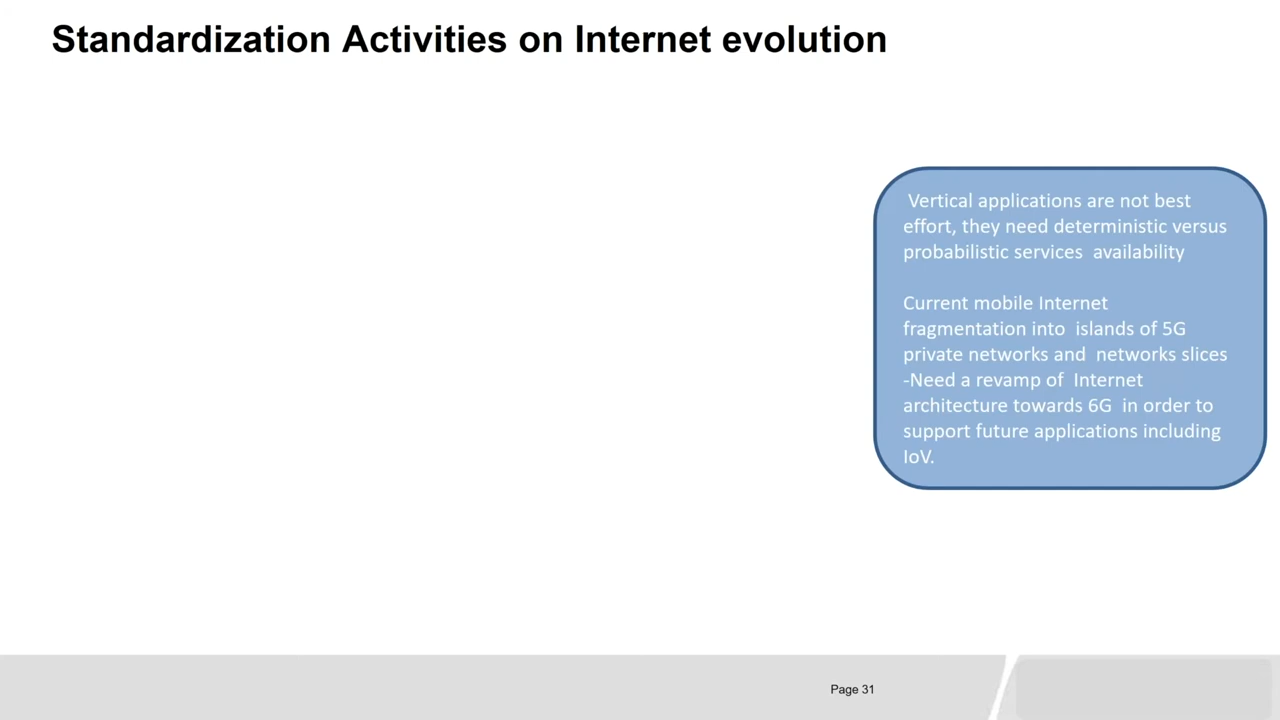 Standardization Activities on Internet evolution
Vertical applications are not best
effort, they need deterministic versus
probabilistic services  availability
Current mobile Internet
fragmentation into  islands of 5G
private networks and  networks slices
-Need a revamp of  Internet
architecture towards 6G  in order to
support future applications including
IoV.
Page 31